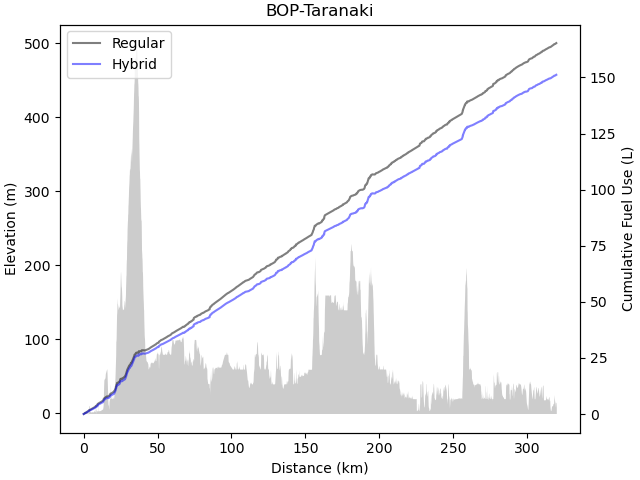 BOP-Taranaki
Regular
Hybrid
Elevation (m)
500
400
300
200
100
0
150
125
100
75
50
25
0
Cumulative Fuel Use (L)
0 50 100 150 200 250 300
Distance (km)